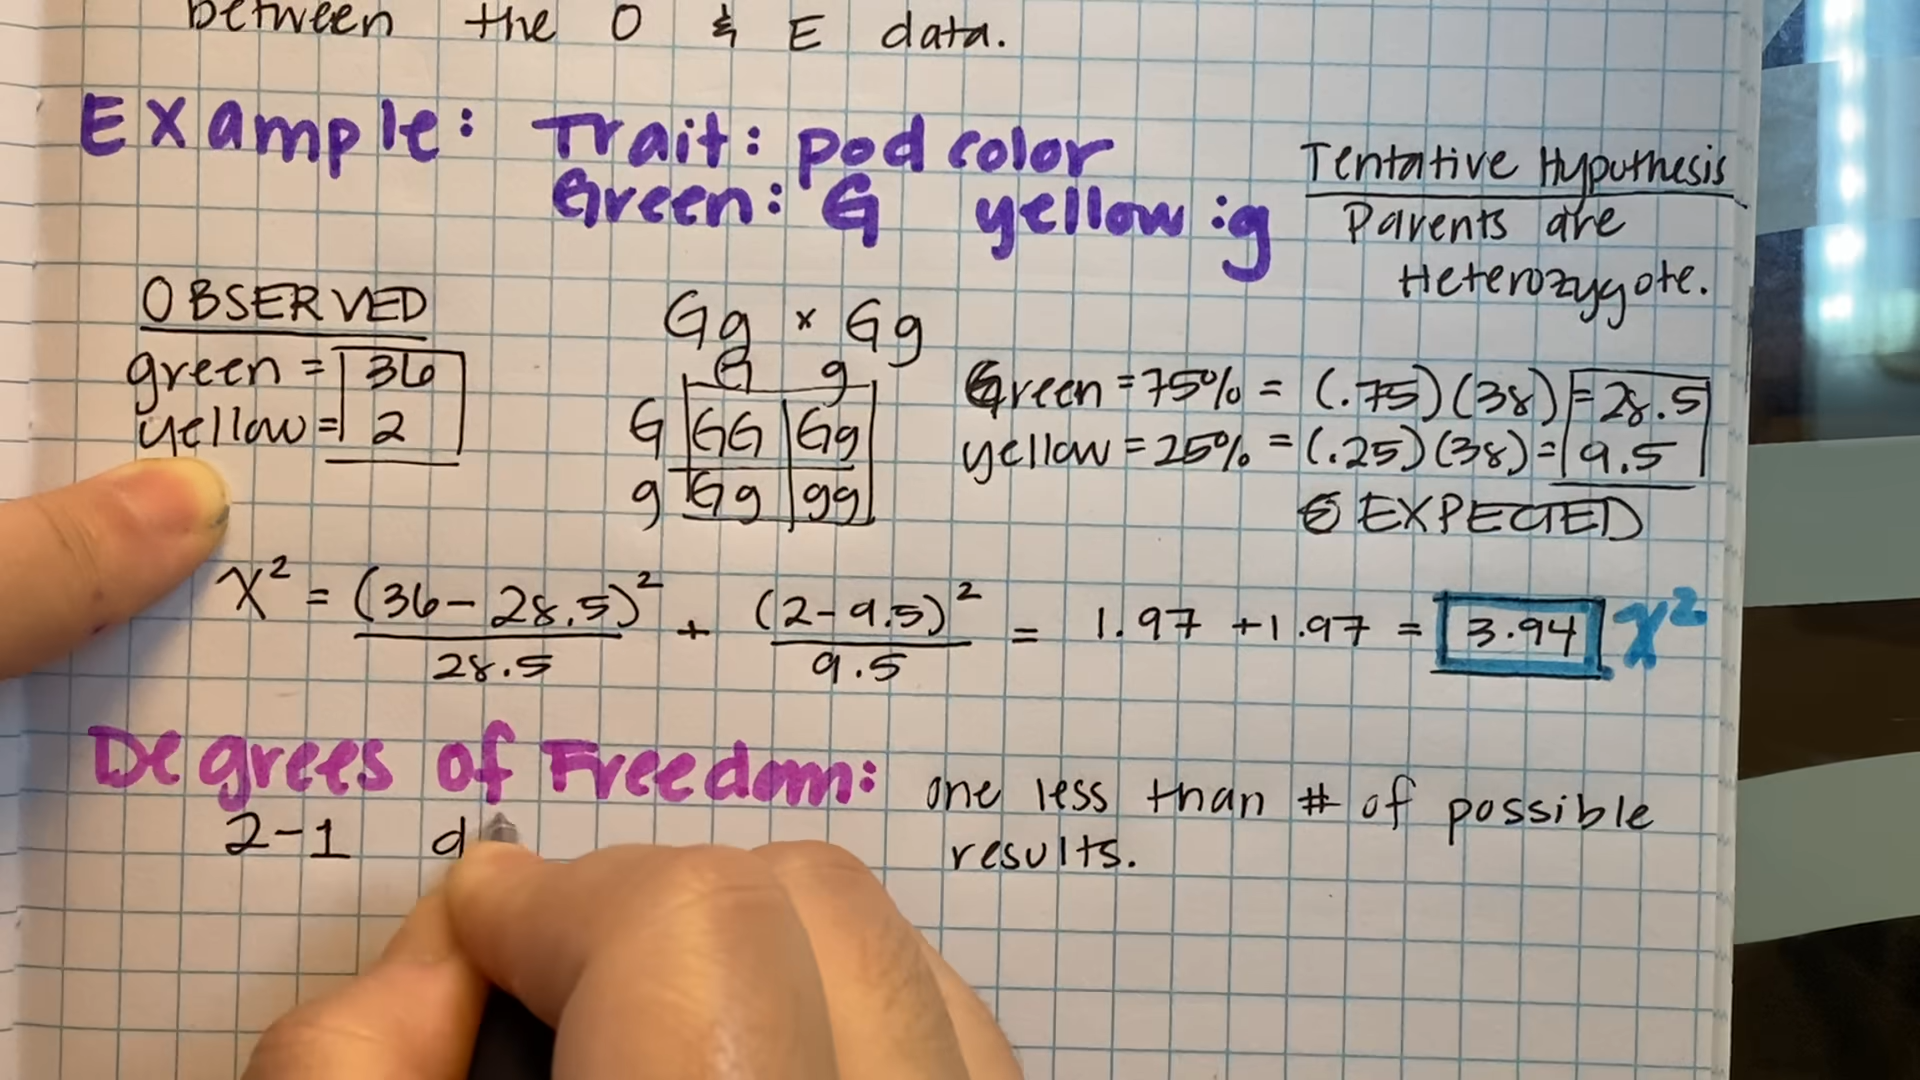 between the O & E data.
Example: Trait: pod color
Green: G yellow: g
Tentative Hypothesis
Parents are
Heterozygote.
OBSERVED
green = 36
yellow = 2
Gg × Gg
G g
G GG Gg
g Gg gg
Green = 75% = (.75)(38) = 28.5
yellow = 25% = (.25)(38) = 9.5
EXPECTED
χ² = (36 - 28.5)² / 28.5 + (2 - 9.5)² / 9.5 = 1.97 + 1.97 = 3.94 χ²
Degrees of Freedom: one less than # of possible
results.
2-1 d